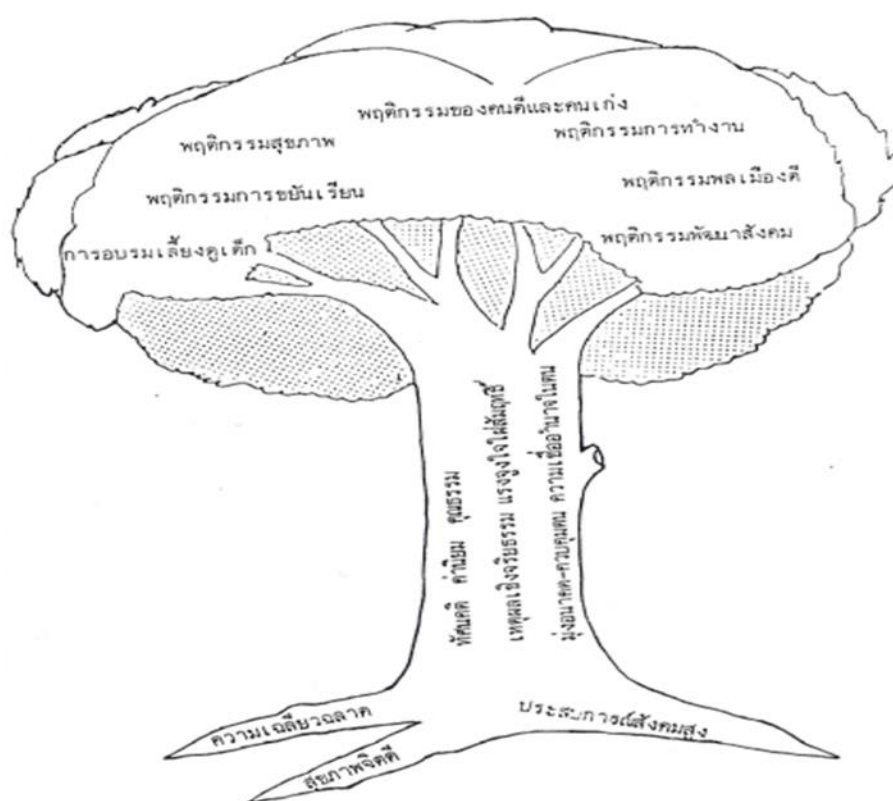 พฤติกรรมของคนดีและคนเก่ง
พฤติกรรมสุขภาพ
พฤติกรรมการทำงาน
พฤติกรรมการขยันเรียน
พฤติกรรมพลเมืองดี
การอบรมเลี้ยงดูเด็ก
พฤติกรรมพัฒนาสังคม
ทัศนคติ ค่านิยม คุณธรรม
เหตุผลเชิงจริยธรรม แรงจูงใจใฝ่สัมฤทธิ์
มุ่งอนาคต-ควบคุมตน ความเชื่ออำนาจในตน
ความเฉลียวฉลาด
ประสบการณ์สังคมสูง
สุขภาพจิตดี